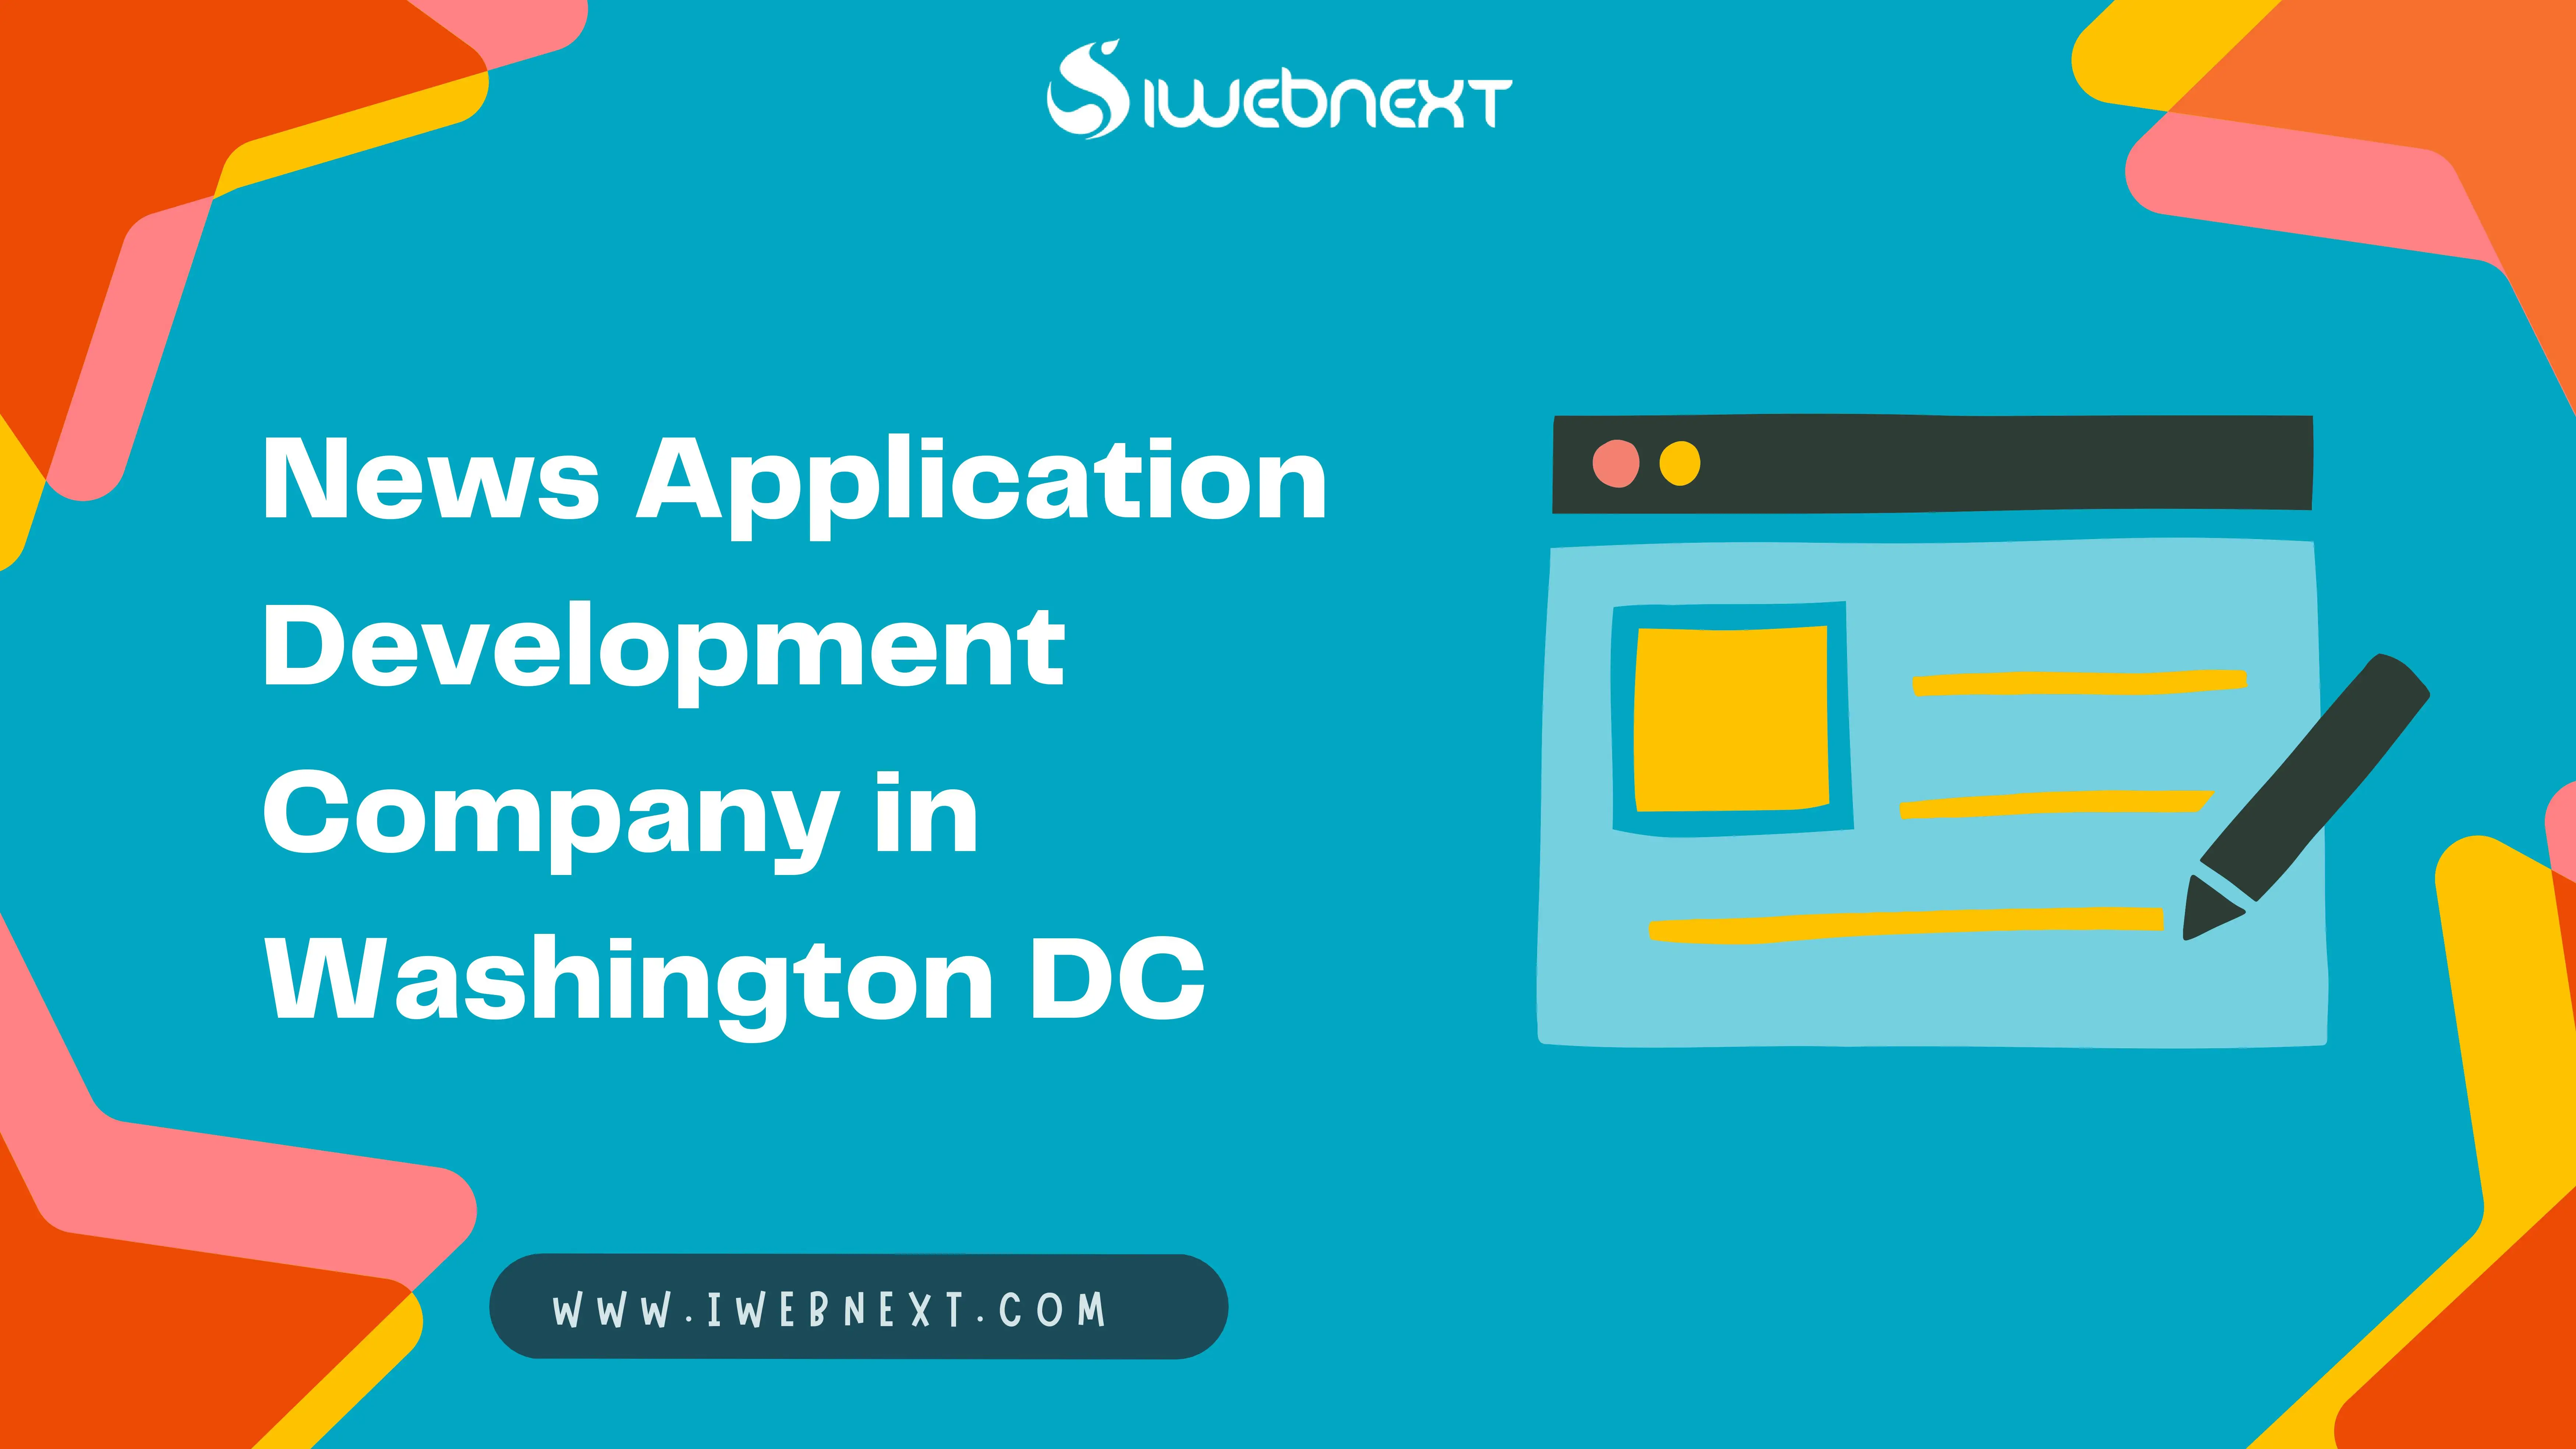 iwebnext
News Application
Development
Company in
Washington DC
WWW.IWEBNEXT.COM